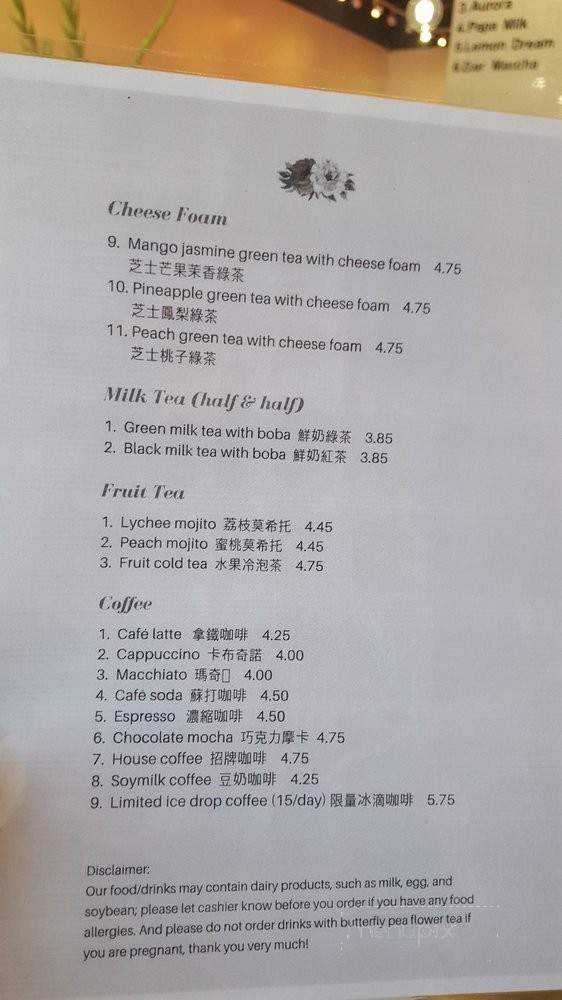 3.Aurora
4.Papa Milk
5.Lemon Dream
Cheese Foam
9. Mango jasmine green tea with cheese foam 4.75
芝士芒果茉香綠茶
10. Pineapple green tea with cheese foam 4.75
芝士鳳梨綠茶
11. Peach green tea with cheese foam 4.75
芝士桃子綠茶
Milk Tea (half & half)
1. Green milk tea with boba 鮮奶綠茶 3.85
2. Black milk tea with boba 鮮奶紅茶 3.85
Fruit Tea
1. Lychee mojito 荔枝莫希托 4.45
2. Peach mojito 蜜桃莫希托 4.45
3. Fruit cold tea 水果冷泡茶 4.75
Coffee
1. Café latte 拿鐵咖啡 4.25
2. Cappuccino 卡布奇諾 4.00
3. Macchiato 瑪奇▯ 4.00
4. Café soda 蘇打咖啡 4.50
5. Espresso 濃縮咖啡 4.50
6. Chocolate mocha 巧克力摩卡 4.75
7. House coffee 招牌咖啡 4.75
8. Soymilk coffee 豆奶咖啡 4.25
9. Limited ice drop coffee (15/day) 限量冰滴咖啡 5.75
Disclaimer:
Our food/drinks may contain dairy products, such as milk, egg, and
soybean; please let cashier know before you order if you have any food
allergies. And please do not order drinks with butterfly pea flower tea if
you are pregnant, thank you very much!
menupix